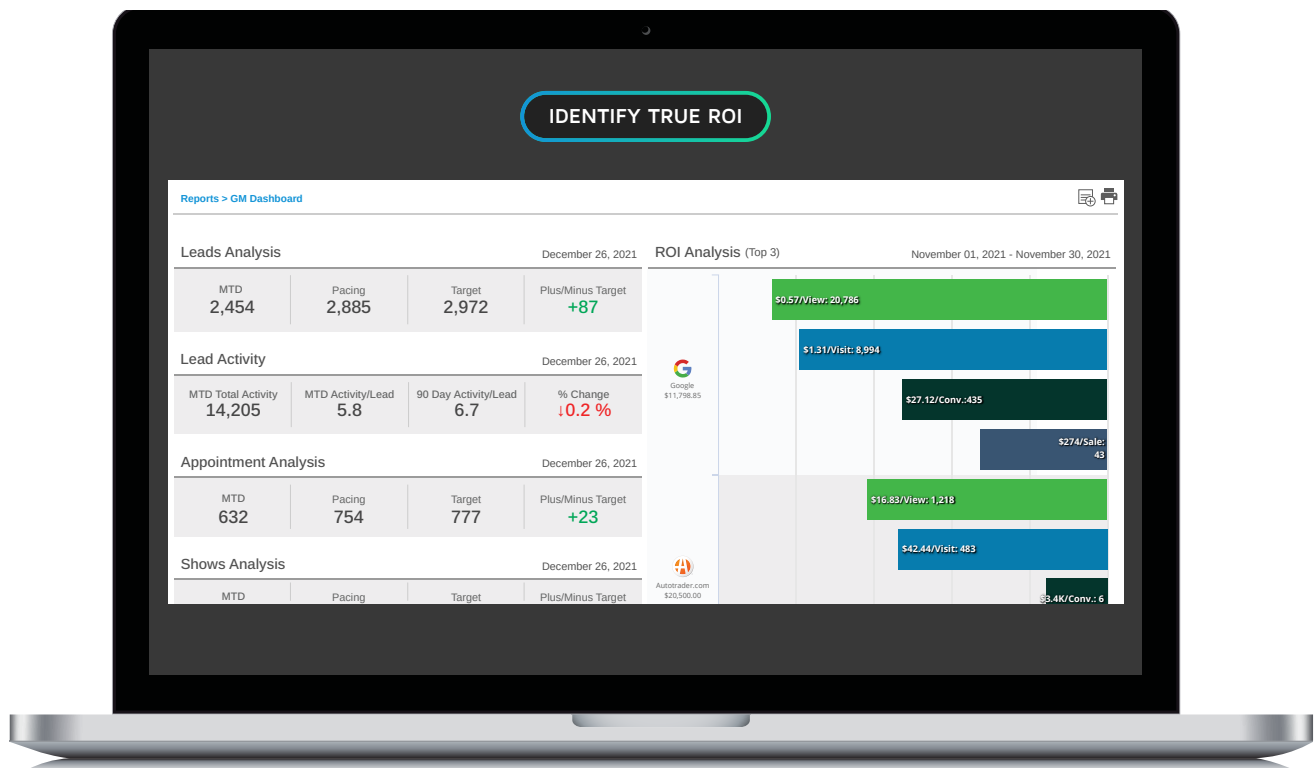 IDENTIFY TRUE ROI
Reports > GM Dashboard
Leads Analysis
December 26, 2021
MTD
Pacing
Target
Plus/Minus Target
2,454
2,885
2,972
+87
Lead Activity
December 26, 2021
MTD Total Activity
MTD Activity/Lead
90 Day Activity/Lead
% Change
14,205
5.8
6.7
↓0.2 %
Appointment Analysis
December 26, 2021
MTD
Pacing
Target
Plus/Minus Target
632
754
777
+23
Shows Analysis
December 26, 2021
MTD
Pacing
Target
Plus/Minus Target
ROI Analysis (Top 3)
November 01, 2021 - November 30, 2021
Google
$11,798.85
$0.57/View: 20,786
$1.31/Visit: 8,994
$27.12/Conv.:435
$274/Sale:
43
Autotrader.com
$20,500.00
$16.83/View: 1,218
$42.44/Visit: 483
$3.4K/Conv.: 6